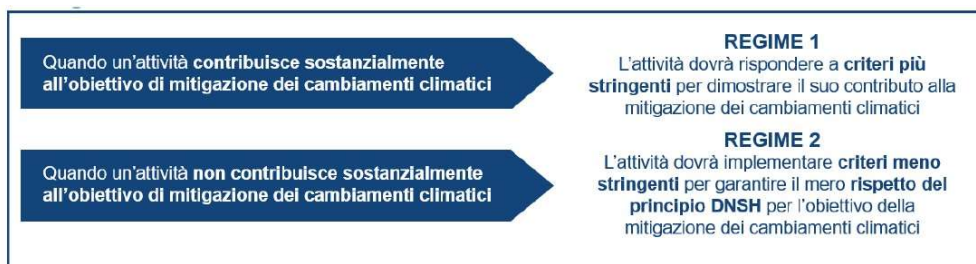 Quando un'attività contribuisce sostanzialmente
all'obiettivo di mitigazione dei cambiamenti climatici
REGIME 1
L'attività dovrà rispondere a criteri più
stringenti per dimostrare il suo contributo alla
mitigazione dei cambiamenti climatici
Quando un'attività non contribuisce sostanzialmente
all'obiettivo di mitigazione dei cambiamenti climatici
REGIME 2
L'attività dovrà implementare criteri meno
stringenti per garantire il mero rispetto del
principio DNSH per l'obiettivo della
mitigazione dei cambiamenti climatici